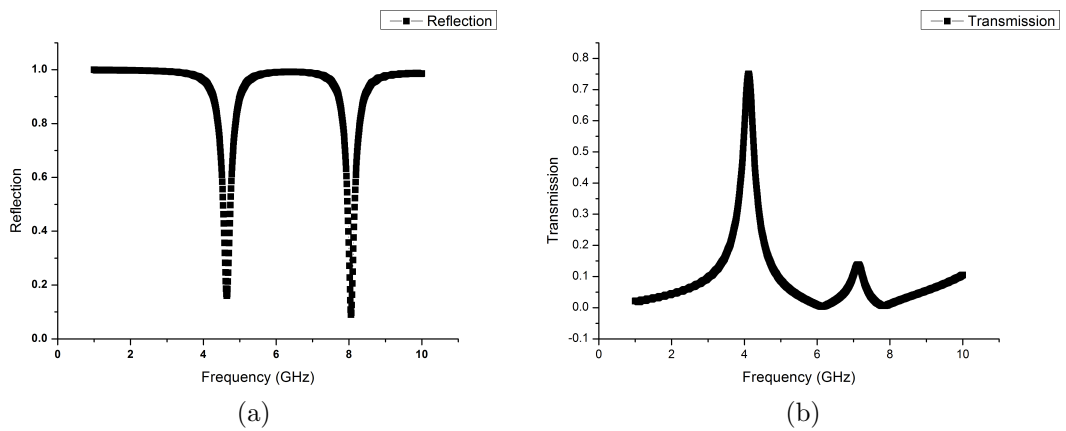 Reflection
1.0
0.8
0.6
0.4
0.2
0.0
Reflection
0 2 4 6 8 10
Frequency (GHz)
(a)
Transmission
0.8
0.7
0.6
0.5
0.4
0.3
0.2
0.1
0.0
-0.1
Transmission
0 2 4 6 8 10
Frequency (GHz)
(b)